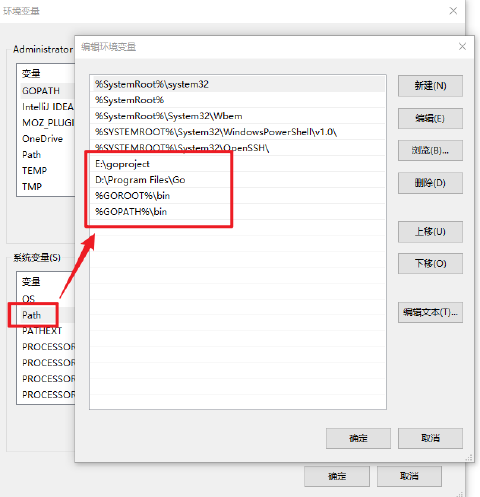 环境变量
Administrator
变量
GOPATH
IntelliJ IDEA
MOZ_PLUGI
OneDrive
Path
TEMP
TMP
系统变量(S)
变量
OS
Path
PATHEXT
PROCESSOR
PROCESSOR
PROCESSOR
PROCESSOR
编辑环境变量
%SystemRoot%\system32
%SystemRoot%
%SystemRoot%\System32\Wbem
%SYSTEMROOT%\System32\WindowsPowerShell\v1.0\
%SYSTEMROOT%\System32\OpenSSH\
E:\goproject
D:\Program Files\Go
%GOROOT%\bin
%GOPATH%\bin
新建(N)
编辑(E)
浏览(B)...
删除(D)
上移(U)
下移(O)
编辑文本(T)...
确定
取消
确定
取消